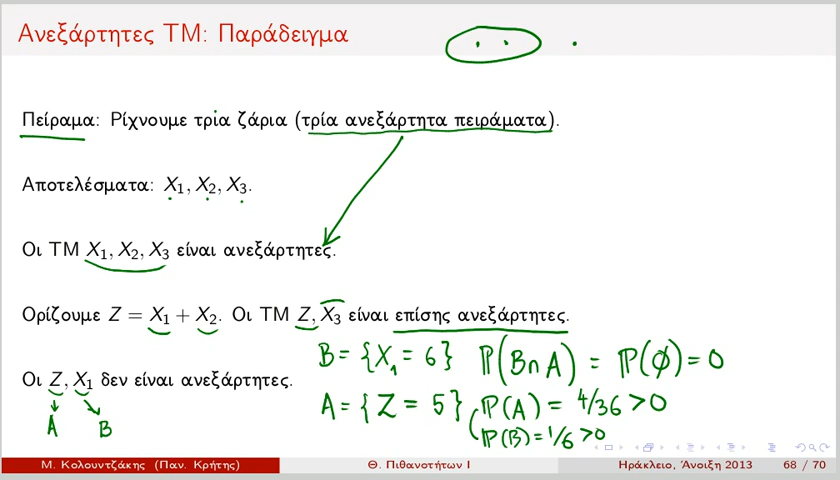 Ανεξάρτητες ΤΜ: Παράδειγμα
Πείραμα: Ρίχνουμε τρία ζάρια (τρία ανεξάρτητα πειράματα).
Αποτελέσματα: X₁, X₂, X₃.
Οι ΤΜ X₁, X₂, X₃ είναι ανεξάρτητες.
Ορίζουμε Z = X₁ + X₂. Οι ΤΜ Z, X₃ είναι επίσης ανεξάρτητες.
B = {X₁ = 6} ℙ(B∩A) = ℙ(∅) = 0
Οι Z, X₁ δεν είναι ανεξάρτητες.
A = {Z = 5} ℙ(A) = 4/36 > 0
A B
ℙ(B) = 1/6 > 0
Μ. Κολουντζάκης (Παν. Κρήτης) Θ. Πιθανοτήτων Ι Ηράκλειο, Άνοιξη 2013 68 / 70